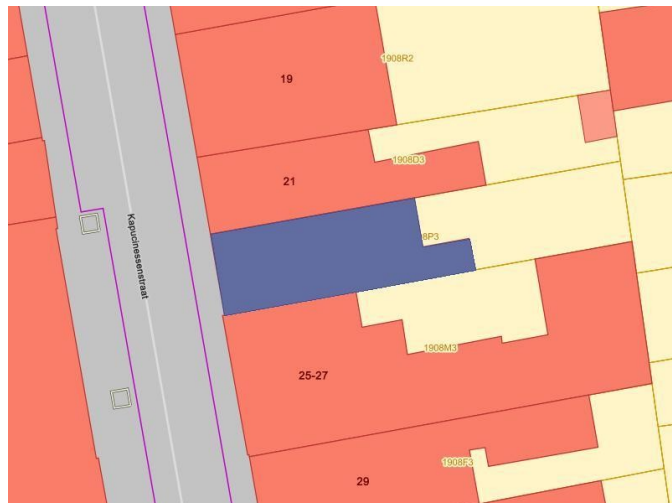 1908R2
19
1908D3
21
8P3
Kapucinessenstraat
1908M3
25-27
1908F3
29